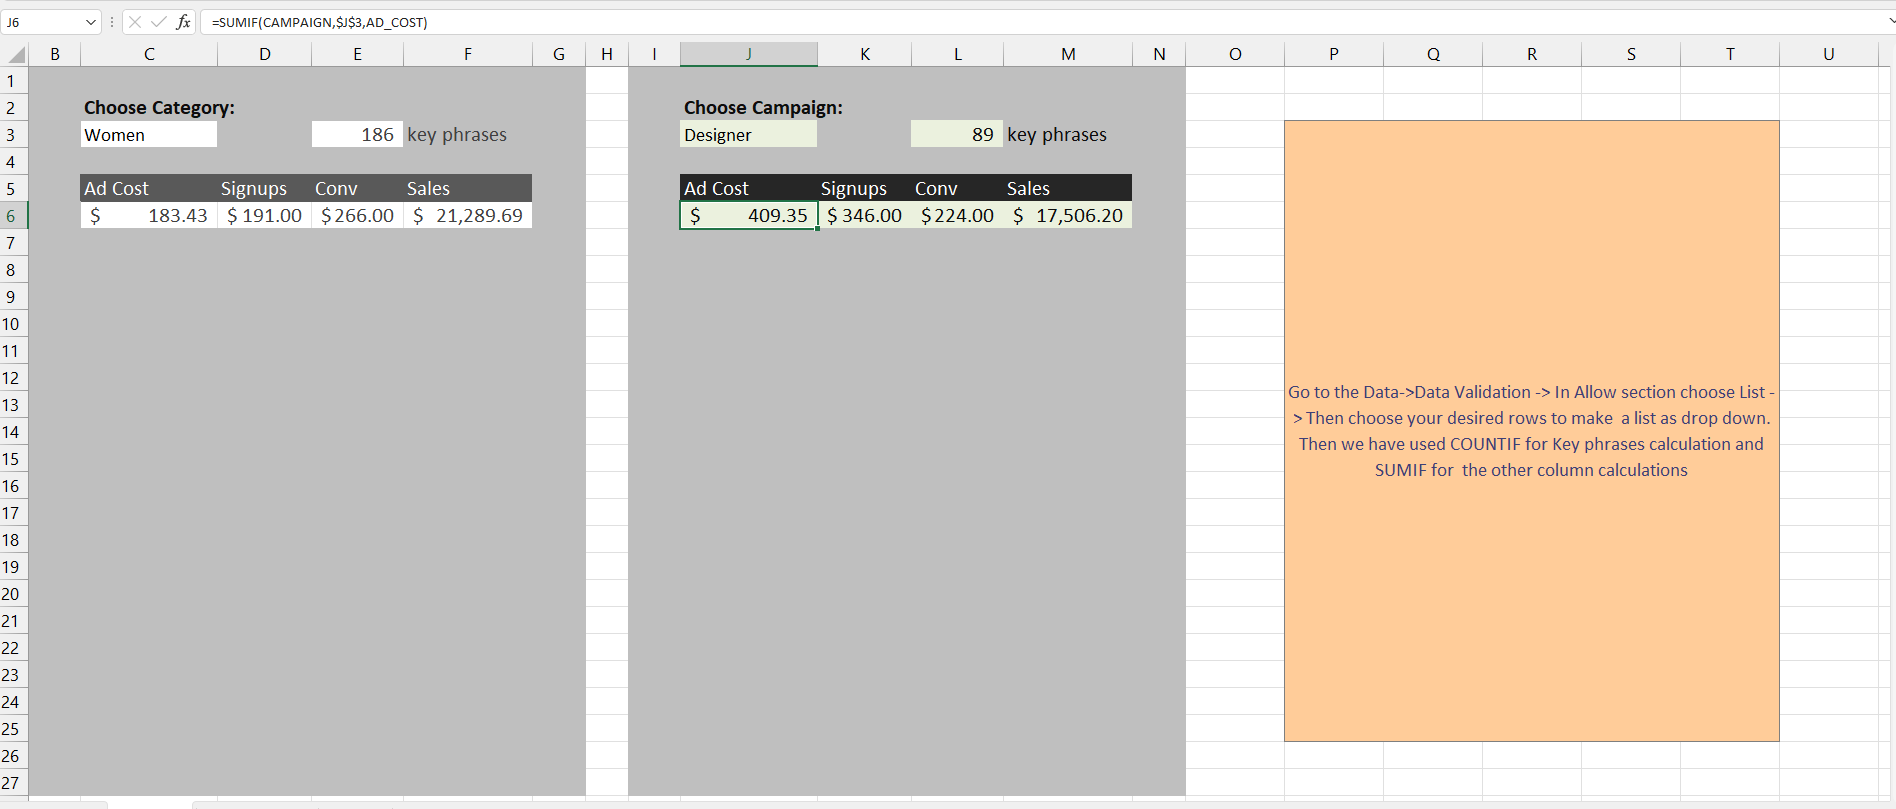 J6 =SUMIF(CAMPAIGN,$J$3,AD_COST)
B C D E F G H I J K L M N O P Q R S T U
1
2 Choose Category: Choose Campaign:
3 Women 186 key phrases Designer 89 key phrases
4
5 Ad Cost Signups Conv Sales Ad Cost Signups Conv Sales
6 $ 183.43 $ 191.00 $ 266.00 $ 21,289.69 $ 409.35 $ 346.00 $ 224.00 $ 17,506.20
7
8
9
10
11
12
13
14
15
16
17
18
19
20
21
22
23
24
25
26
27
Go to the Data->Data Validation -> In Allow section choose List -
> Then choose your desired rows to make  a list as drop down.
Then we have used COUNTIF for Key phrases calculation and
SUMIF for  the other column calculations